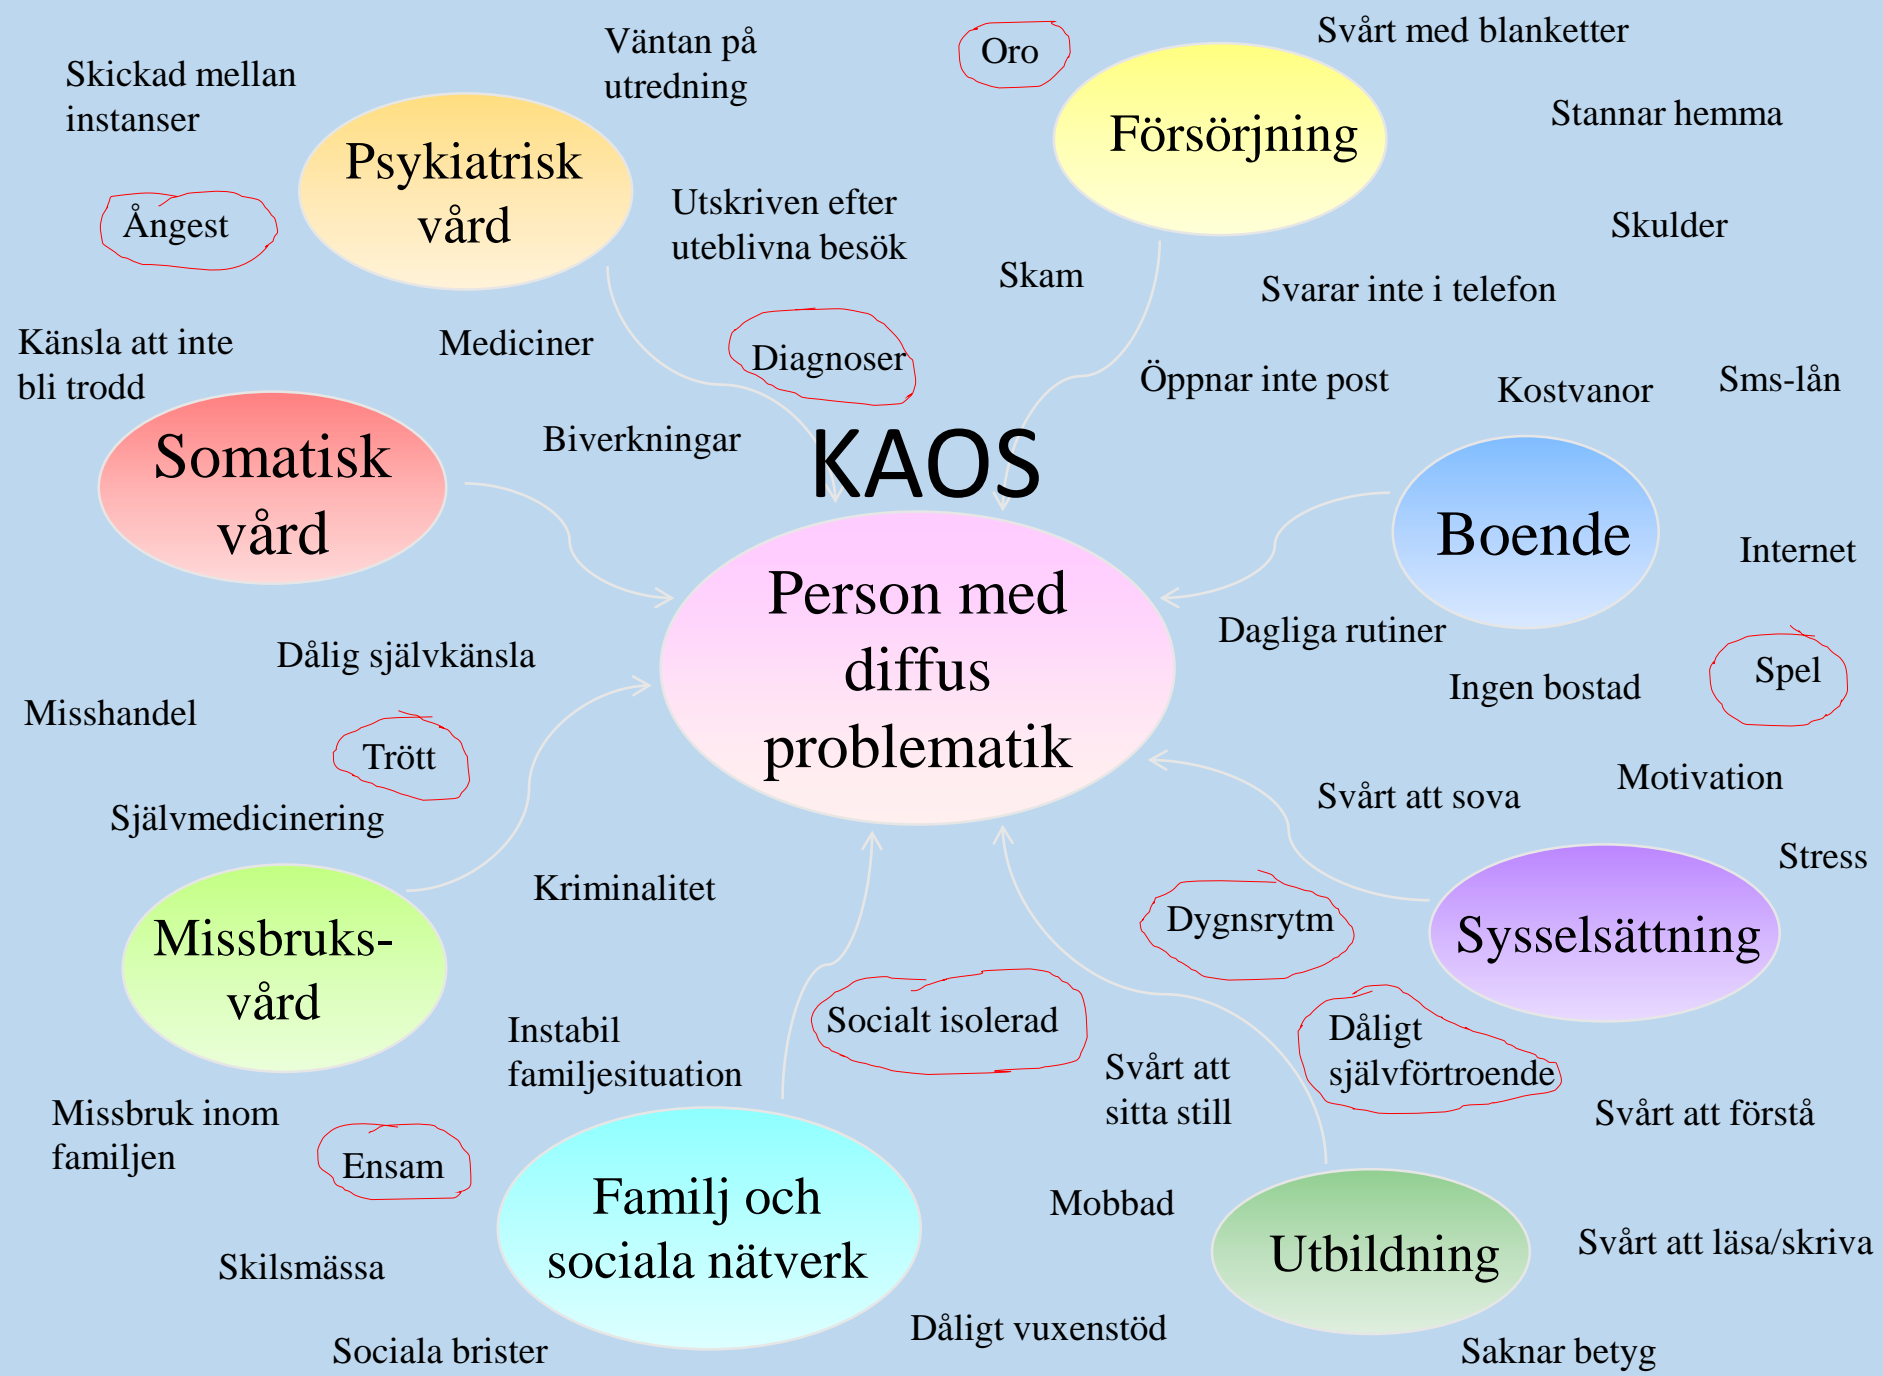 Väntan på
utredning
Oro
Svårt med blanketter
Skickad mellan
instanser
Stannar hemma
Försörjning
Psykiatrisk
vård
Ångest
Utskriven efter
uteblivna besök
Skulder
Skam
Svarar inte i telefon
Känsla att inte
bli trodd
Mediciner
Diagnoser
Öppnar inte post
Kostvanor
Sms-lån
Biverkningar
KAOS
Somatisk
vård
Boende
Internet
Person med
diffus
problematik
Dagliga rutiner
Dålig självkänsla
Spel
Ingen bostad
Misshandel
Trött
Motivation
Svårt att sova
Självmedicinering
Stress
Kriminalitet
Dygnsrytm
Sysselsättning
Missbruks-
vård
Socialt isolerad
Instabil
familjesituation
Dåligt
självförtroende
Svårt att
sitta still
Missbruk inom
familjen
Svårt att förstå
Ensam
Familj och
sociala nätverk
Mobbad
Utbildning
Svårt att läsa/skriva
Skilsmässa
Dåligt vuxenstöd
Sociala brister
Saknar betyg